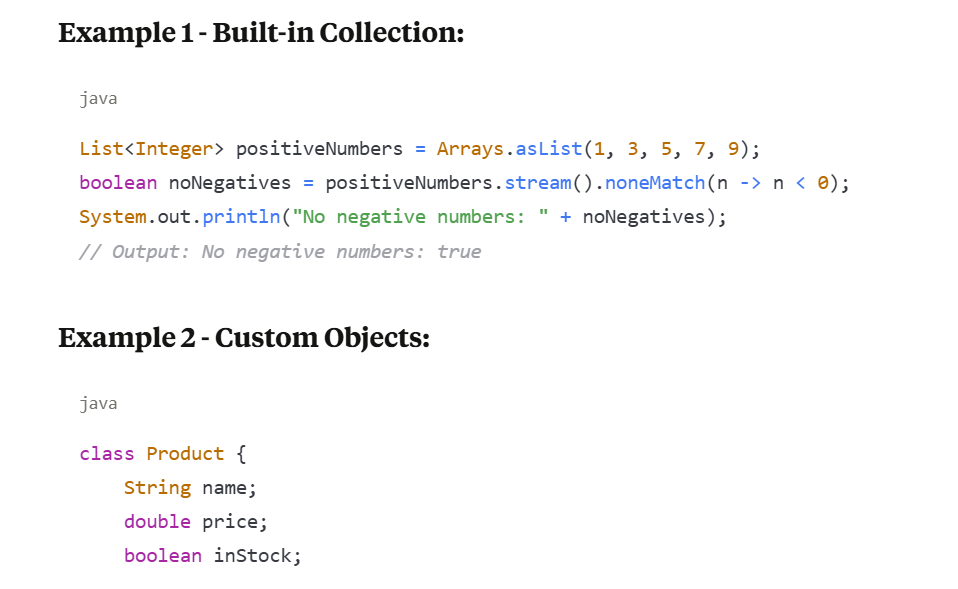 Example 1 - Built-in Collection:
java
List<Integer> positiveNumbers = Arrays.asList(1, 3, 5, 7, 9);
boolean noNegatives = positiveNumbers.stream().noneMatch(n -> n < 0);
System.out.println("No negative numbers: " + noNegatives);
// Output: No negative numbers: true
Example 2 - Custom Objects:
java
class Product {
    String name;
    double price;
    boolean inStock;